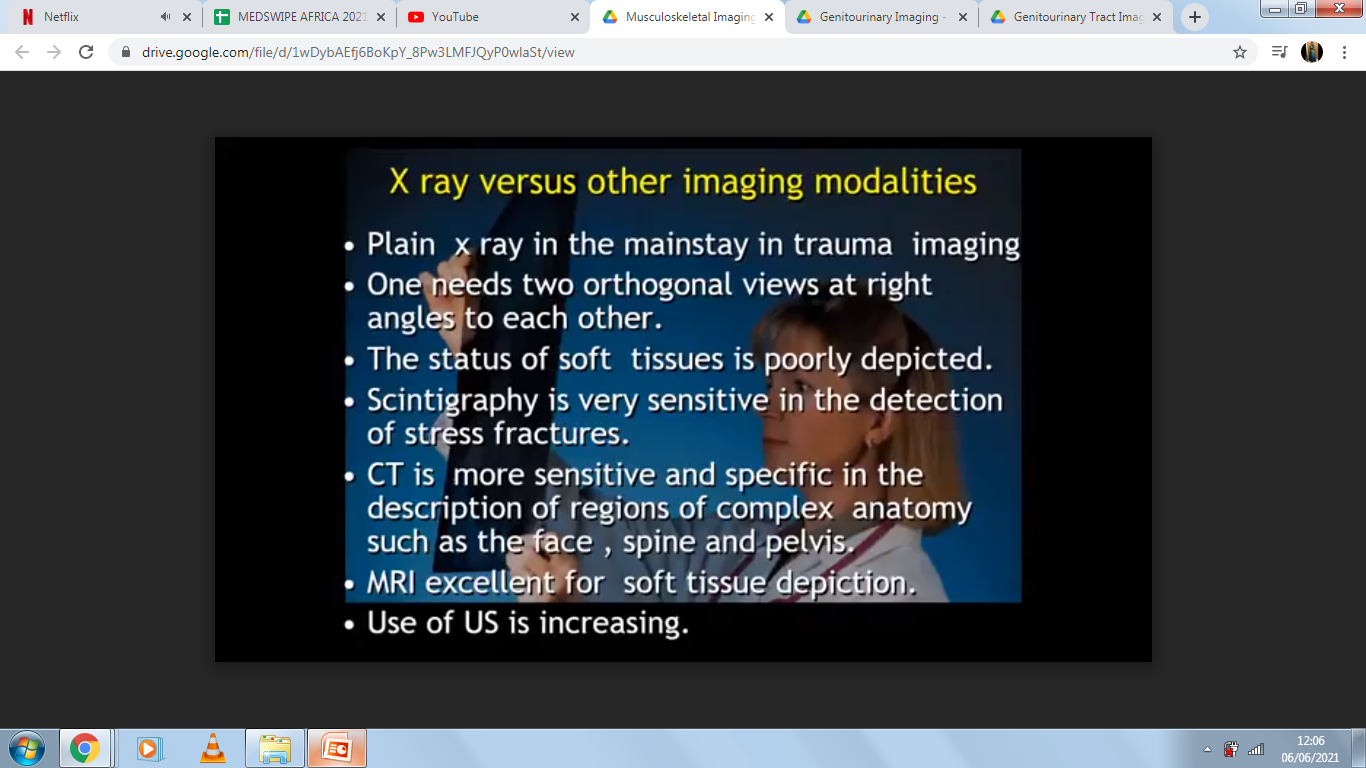 Netflix
MEDSWIPE AFRICA 2021
YouTube
Musculoskeletal Imaging
Genitourinary Imaging -
Genitourinary Tract Imag
drive.google.com/file/d/1wDybAEfj6BoKpY_8Pw3LMFJQyP0wIaSt/view
X ray versus other imaging modalities
• Plain x ray in the mainstay in trauma imaging
• One needs two orthogonal views at right
angles to each other.
• The status of soft tissues is poorly depicted.
• Scintigraphy is very sensitive in the detection
of stress fractures.
• CT is more sensitive and specific in the
description of regions of complex anatomy
such as the face , spine and pelvis.
• MRI excellent for soft tissue depiction.
• Use of US is increasing.
12:06
06/06/2021